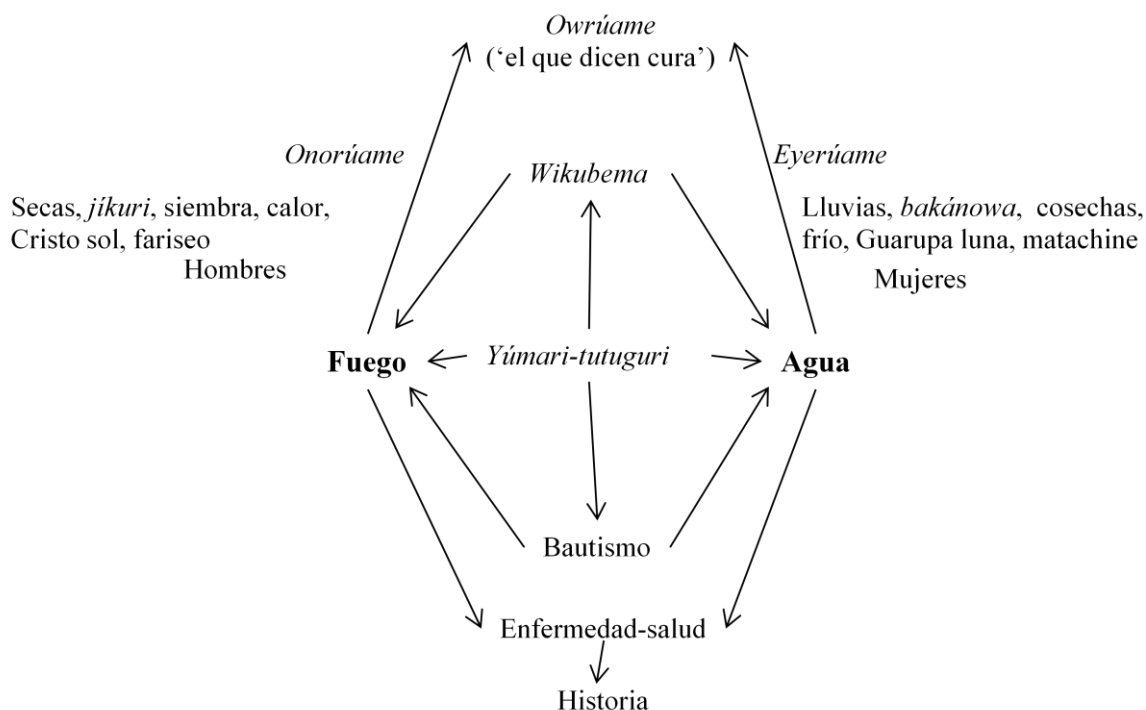 Owrúame
(‘el que dicen cura’)
Onorúame
Eyerúame
Wikubema
Secas, jíkuri, siembra, calor,
Cristo sol, fariseo
Hombres
Lluvias, bakánowa, cosechas,
frío, Guarupa luna, matachine
Mujeres
Fuego
Yúmari-tutuguri
Agua
Bautismo
Enfermedad-salud
Historia